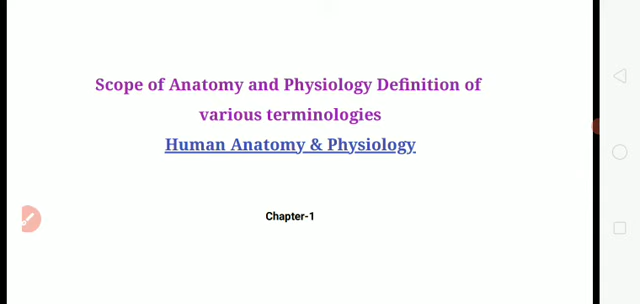 Scope of Anatomy and Physiology Definition of
various terminologies
Human Anatomy & Physiology
Chapter-1